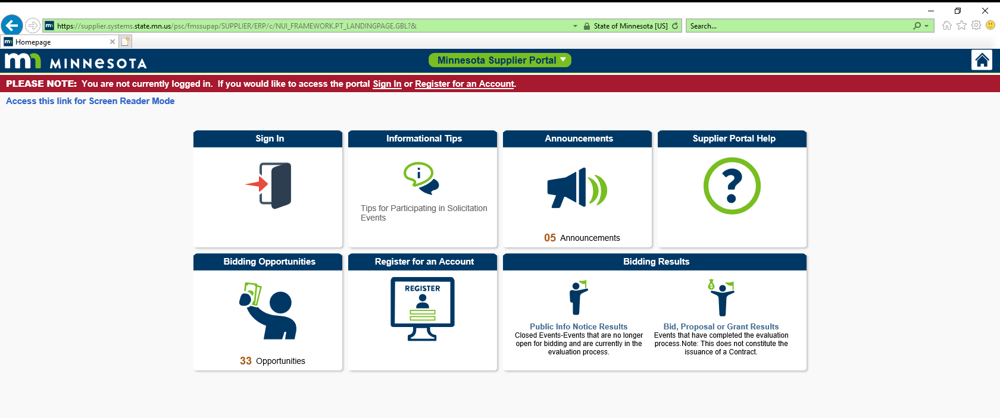 https://supplier.systems.state.mn.us/psc/fmssupap/SUPPLIER/ERP/c/NUI_FRAMEWORK.PT_LANDINGPAGE.GBL?&
State of Minnesota [US]
Search...
Homepage
mn MINNESOTA
Minnesota Supplier Portal
PLEASE NOTE: You are not currently logged in. If you would like to access the portal Sign In or Register for an Account.
Access this link for Screen Reader Mode
Sign In
Informational Tips
Tips for Participating in Solicitation
Events
Announcements
05 Announcements
Supplier Portal Help
Bidding Opportunities
33 Opportunities
Register for an Account
REGISTER
Bidding Results
Public Info Notice Results
Closed Events-Events that are no longer
open for bidding and are currently in the
evaluation process.
Bid, Proposal or Grant Results
Events that have completed the evaluation
process.Note: This does not constitute the
issuance of a Contract.